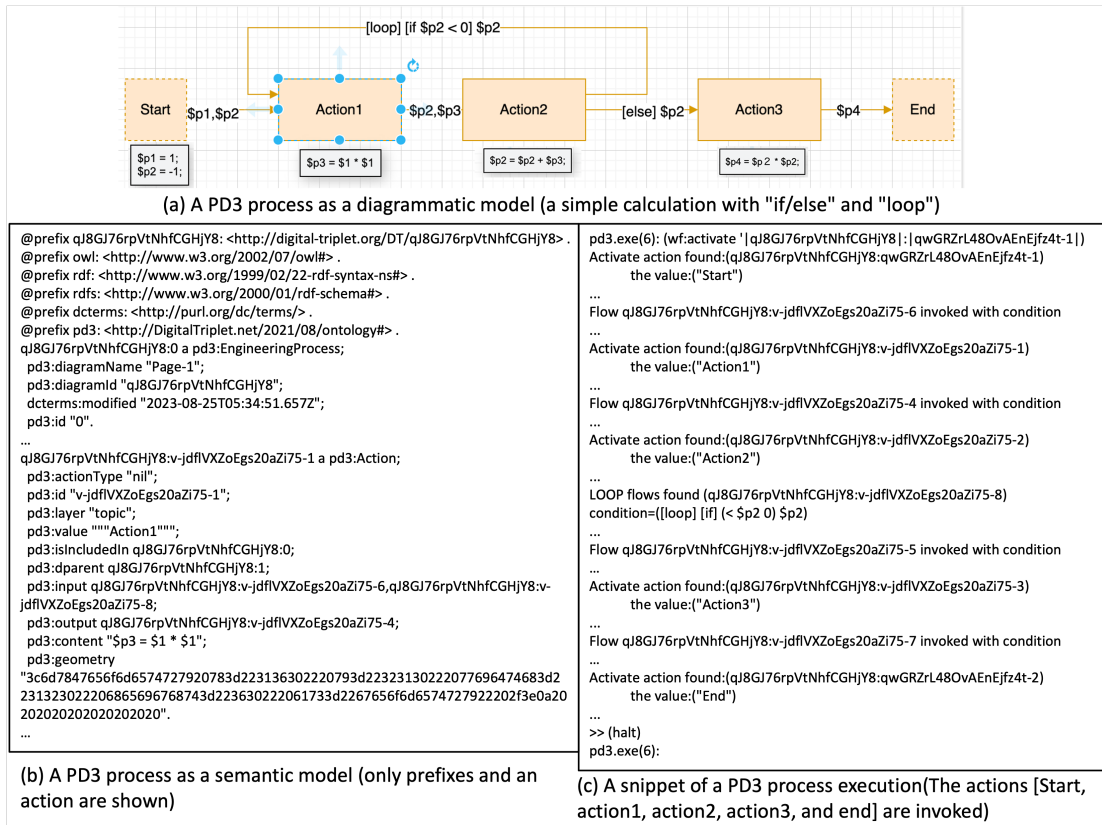 [loop] [if $p2 < 0] $p2
Start
$p1,$p2
Action1
$p2,$p3
Action2
[else] $p2
Action3
$p4
End
$p1 = 1;
$p2 = -1;
$p3 = $1 * $1
$p2 = $p2 + $p3;
$p4 = $p2 * $p2;
(a) A PD3 process as a diagrammatic model (a simple calculation with "if/else" and "loop")
@prefix qJ8GJ76rpVtNhfCGHjY8: <http://digital-triplet.org/DT/qJ8GJ76rpVtNhfCGHjY8> .
@prefix owl: <http://www.w3.org/2002/07/owl#> .
@prefix rdf: <http://www.w3.org/1999/02/22-rdf-syntax-ns#> .
@prefix rdfs: <http://www.w3.org/2000/01/rdf-schema#> .
@prefix dcterms: <http://purl.org/dc/terms/> .
@prefix pd3: <http://DigitalTriplet.net/2021/08/ontology#> .
qJ8GJ76rpVtNhfCGHjY8:0 a pd3:EngineeringProcess;
pd3:diagramName "Page-1";
pd3:diagramId "qJ8GJ76rpVtNhfCGHjY8";
dcterms:modified "2023-08-25T05:34:51.657Z";
pd3:id "0".
...
qJ8GJ76rpVtNhfCGHjY8:v-jdflVXZoEgs20aZi75-1 a pd3:Action;
pd3:actionType "nil";
pd3:id "v-jdflVXZoEgs20aZi75-1";
pd3:layer "topic";
pd3:value """Action1""";
pd3:isIncludedIn qJ8GJ76rpVtNhfCGHjY8:0;
pd3:dparent qJ8GJ76rpVtNhfCGHjY8:1;
pd3:input qJ8GJ76rpVtNhfCGHjY8:v-jdflVXZoEgs20aZi75-6,qJ8GJ76rpVtNhfCGHjY8:v-
jdflVXZoEgs20aZi75-8;
pd3:output qJ8GJ76rpVtNhfCGHjY8:v-jdflVXZoEgs20aZi75-4;
pd3:content "$p3 = $1 * $1";
pd3:geometry
"3c6d7847656f6d6574727920783d223136302220793d22323130222077696474683d2
231323022206865696768743d223630222061733d2267656f6d6574727922202f3e0a20
2020202020202020".
...
(b) A PD3 process as a semantic model (only prefixes and an
action are shown)
pd3.exe(6): (wf:activate '|qJ8GJ76rpVtNhfCGHjY8|:|qwGRZrL48OvAEnEjfz4t-1|)
Activate action found:(qJ8GJ76rpVtNhfCGHjY8:qwGRZrL48OvAEnEjfz4t-1)
the value:("Start")
...
Flow qJ8GJ76rpVtNhfCGHjY8:v-jdflVXZoEgs20aZi75-6 invoked with condition
...
Activate action found:(qJ8GJ76rpVtNhfCGHjY8:v-jdflVXZoEgs20aZi75-1)
the value:("Action1")
...
Flow qJ8GJ76rpVtNhfCGHjY8:v-jdflVXZoEgs20aZi75-4 invoked with condition
...
Activate action found:(qJ8GJ76rpVtNhfCGHjY8:v-jdflVXZoEgs20aZi75-2)
the value:("Action2")
...
LOOP flows found (qJ8GJ76rpVtNhfCGHjY8:v-jdflVXZoEgs20aZi75-8)
condition=([loop] [if] (< $p2 0) $p2)
...
Flow qJ8GJ76rpVtNhfCGHjY8:v-jdflVXZoEgs20aZi75-5 invoked with condition
...
Activate action found:(qJ8GJ76rpVtNhfCGHjY8:v-jdflVXZoEgs20aZi75-3)
the value:("Action3")
...
Flow qJ8GJ76rpVtNhfCGHjY8:v-jdflVXZoEgs20aZi75-7 invoked with condition
...
Activate action found:(qJ8GJ76rpVtNhfCGHjY8:qwGRZrL48OvAEnEjfz4t-2)
the value:("End")
...
>> (halt)
pd3.exe(6):
(c) A snippet of a PD3 process execution(The actions [Start,
action1, action2, action3, and end] are invoked)